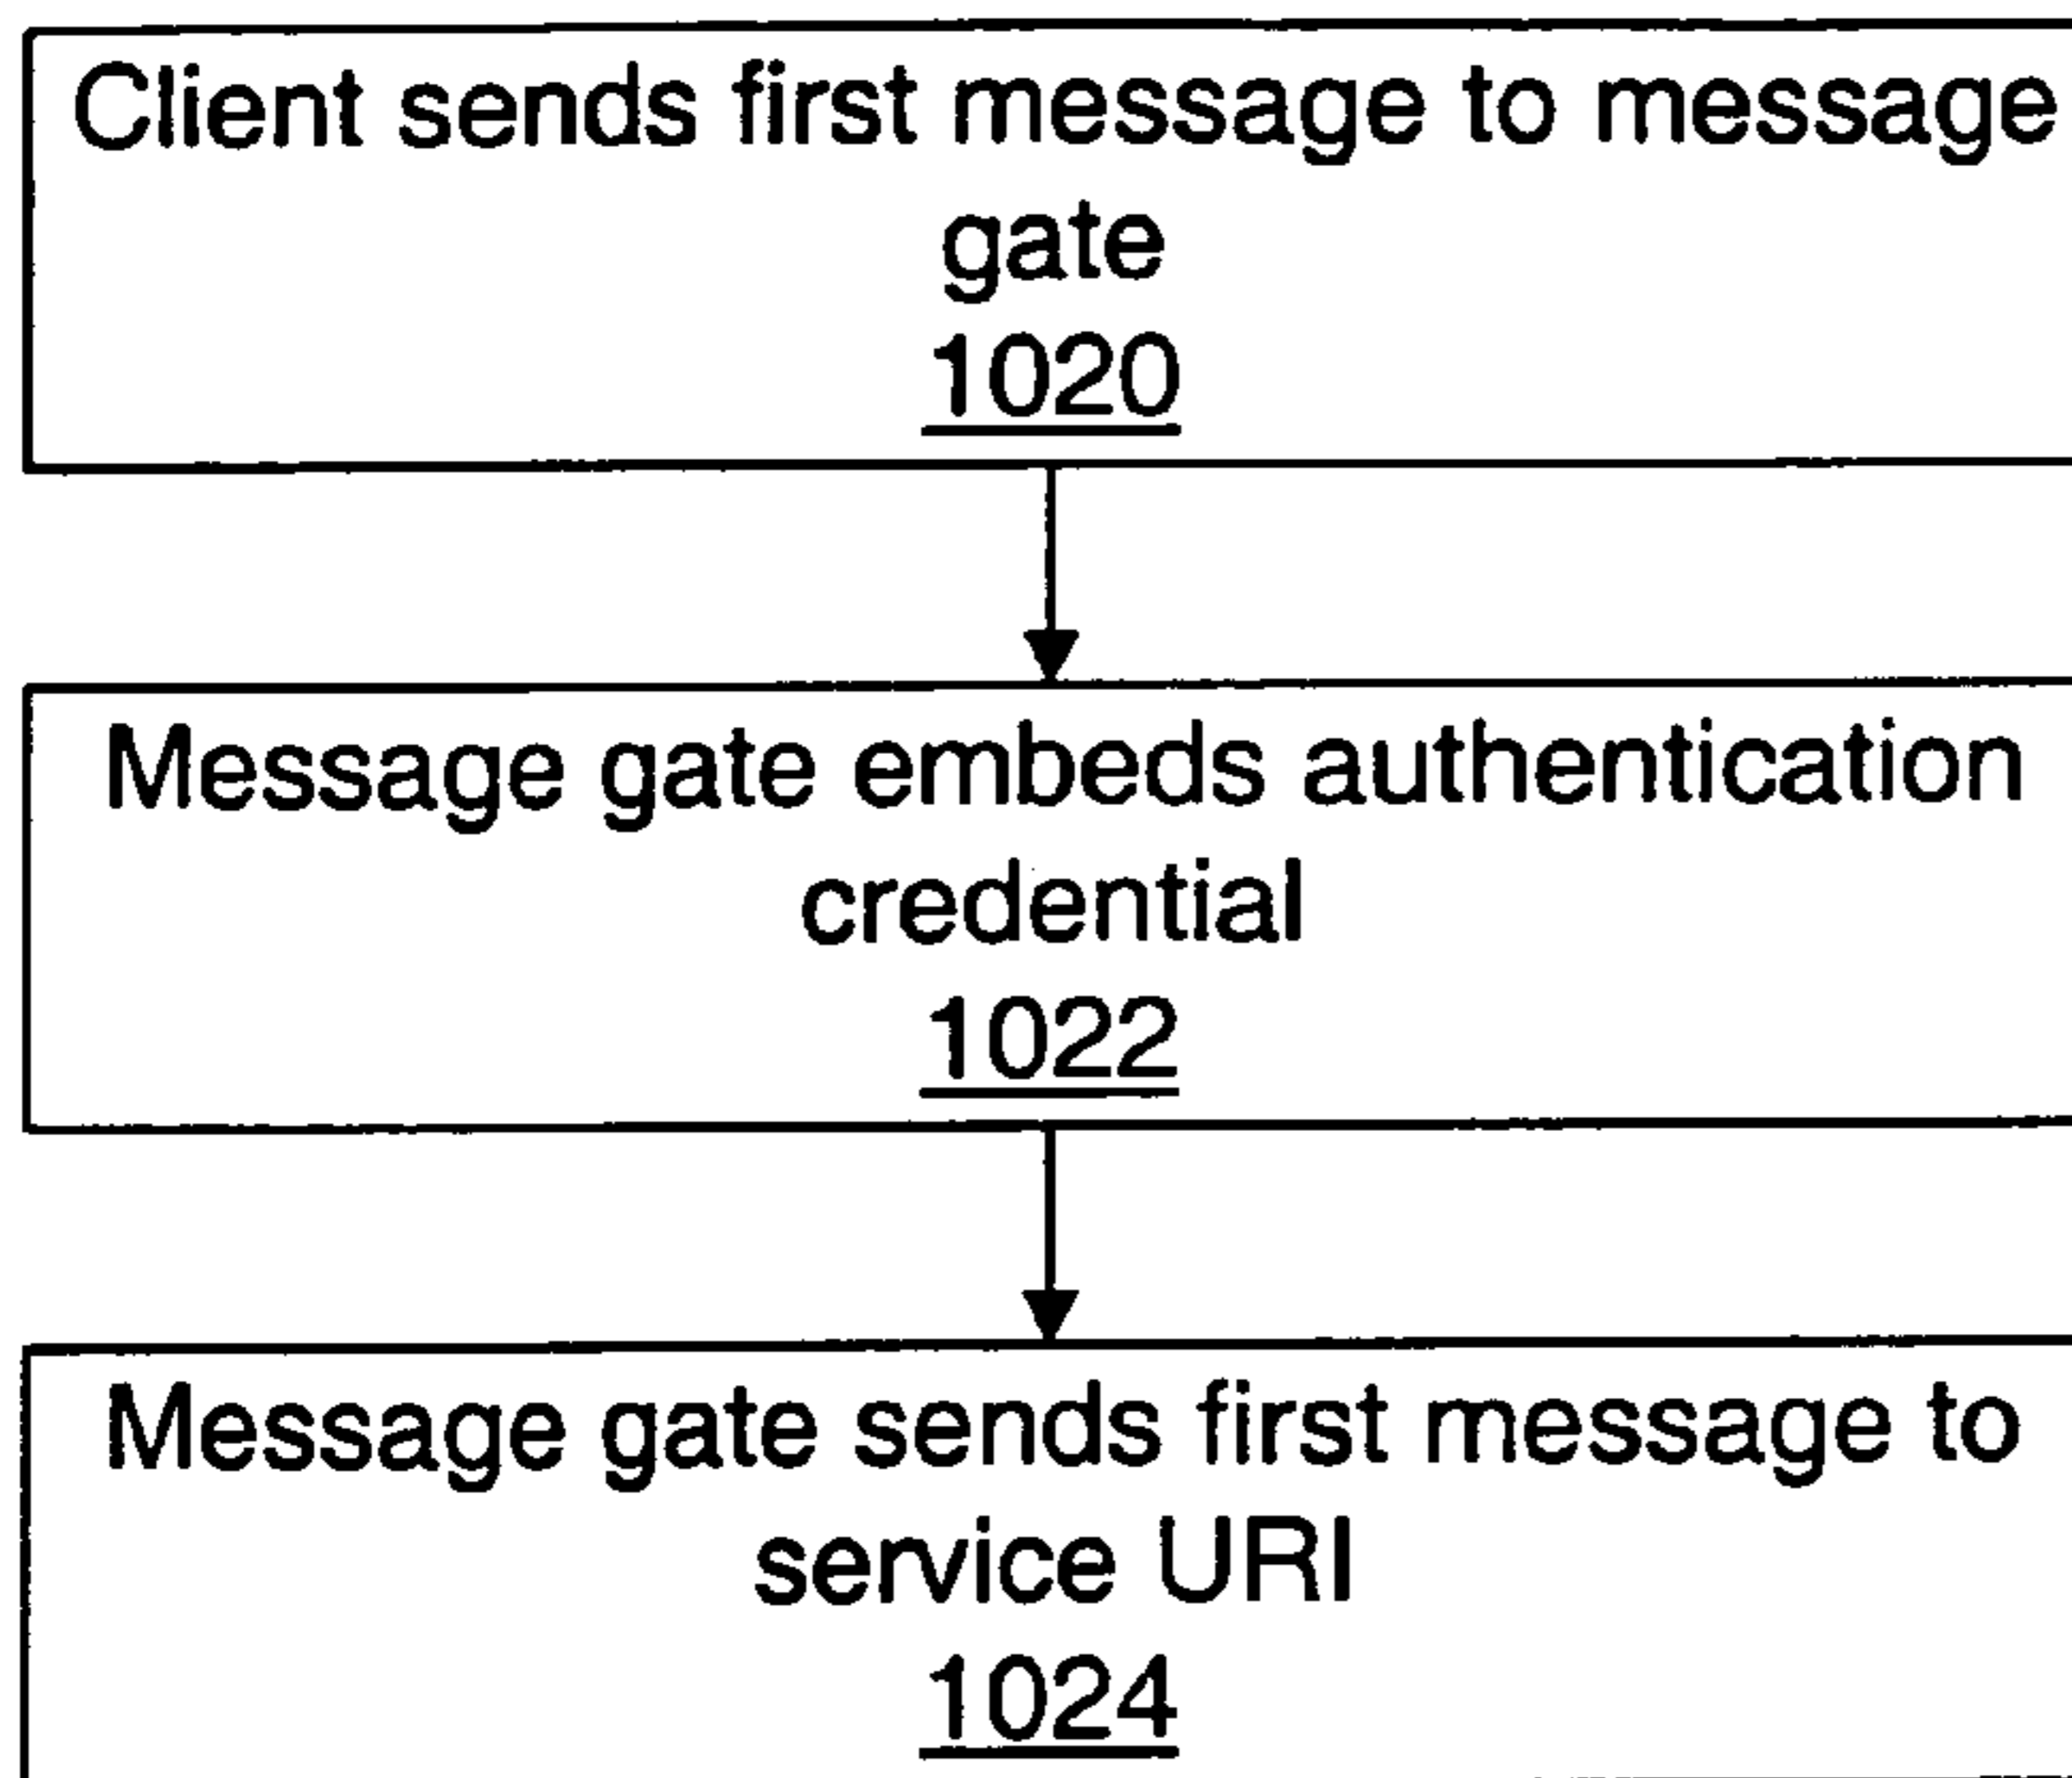 Client sends first message to message
gate
1020
Message gate embeds authentication
credential
1022
Message gate sends first message to
service URI
1024